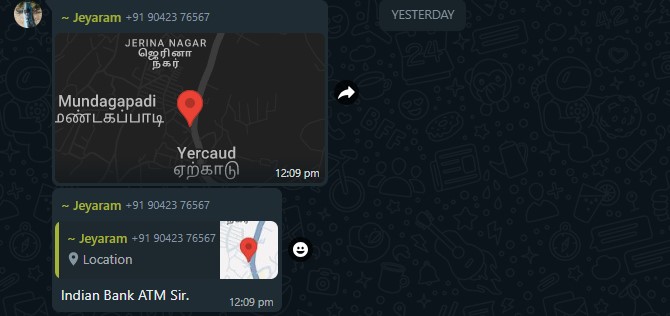 YESTERDAY
~ Jeyaram +91 90423 76567
JERINA NAGAR
ஜெரினா
நகர்
Mundagapadi
மண்டகப்பாடி
Yercaud
ஏற்காடு
12:09 pm
~ Jeyaram +91 90423 76567
~ Jeyaram +91 90423 76567
Location
Indian Bank ATM Sir.
12:09 pm